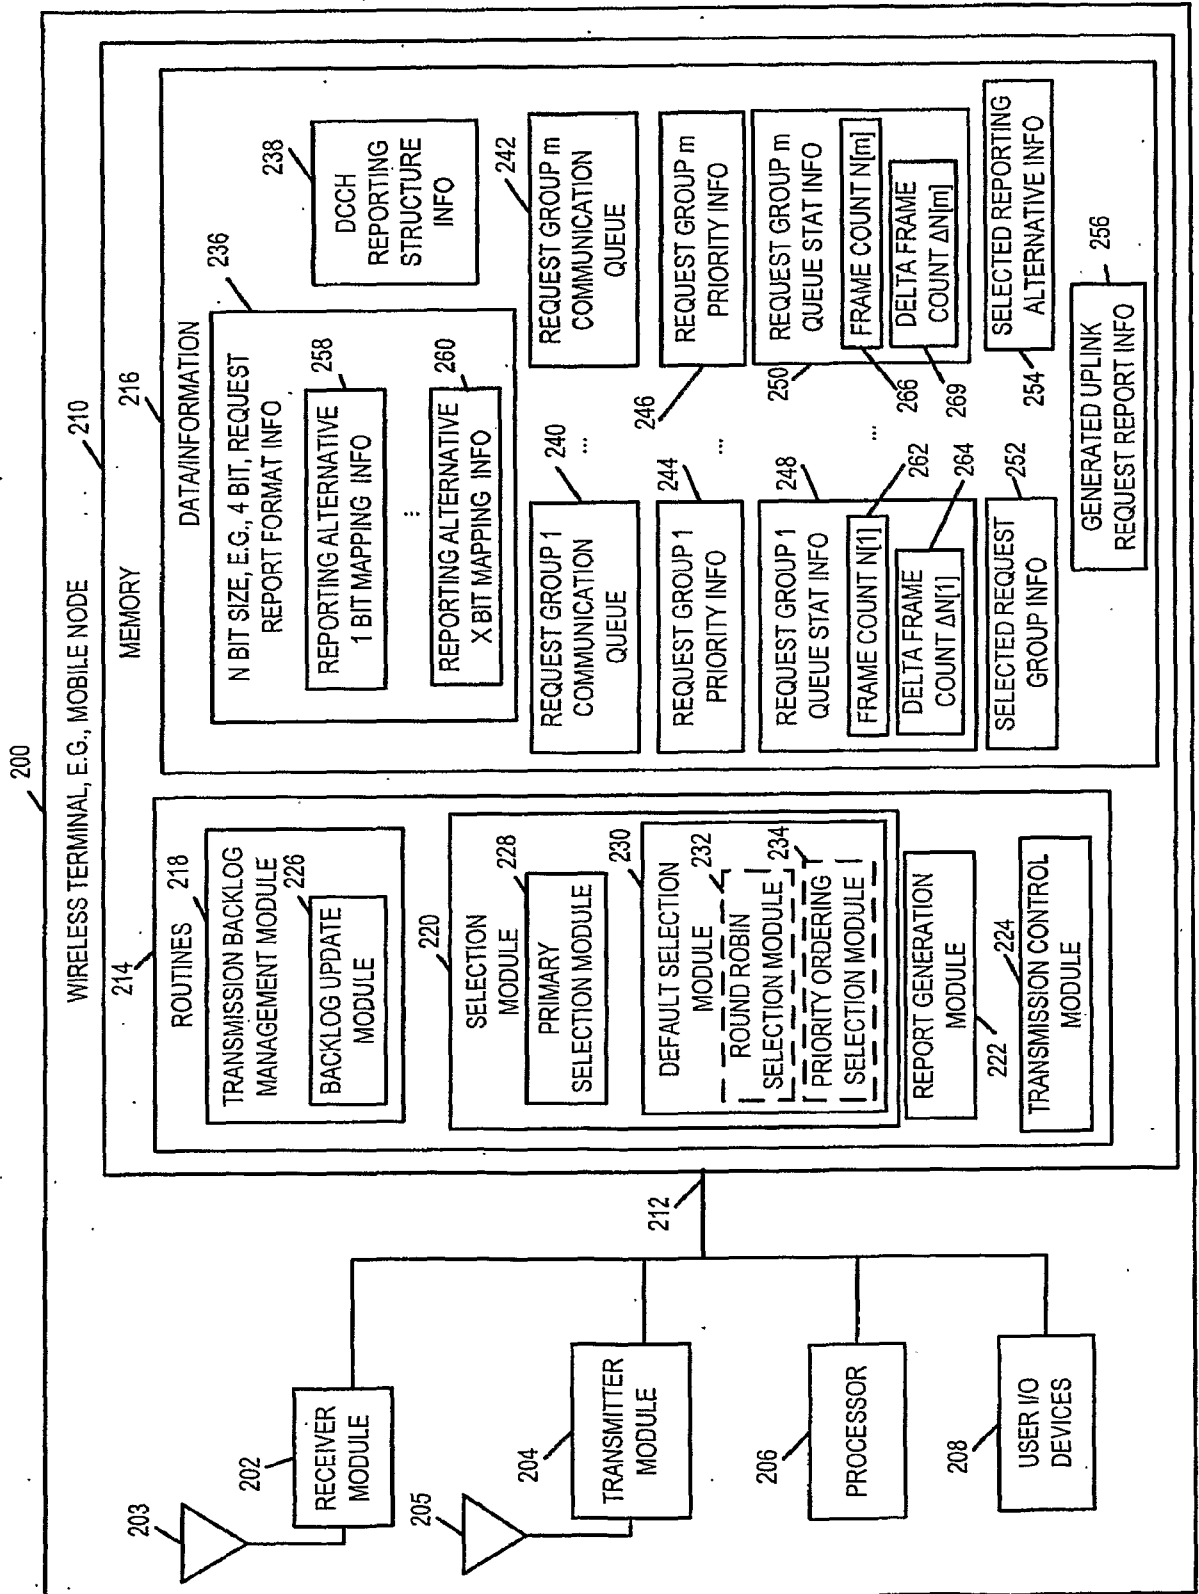 200
WIRELESS TERMINAL, E.G., MOBILE NODE
210
203
202
RECEIVER
MODULE
205
204
TRANSMITTER
MODULE
206
PROCESSOR
208
USER I/O
DEVICES
212
MEMORY
214
ROUTINES
218
TRANSMISSION BACKLOG
MANAGEMENT MODULE
226
BACKLOG UPDATE
MODULE
220
SELECTION
MODULE
228
PRIMARY
SELECTION MODULE
230
DEFAULT SELECTION
MODULE
232
ROUND ROBIN
SELECTION MODULE
234
PRIORITY ORDERING
SELECTION MODULE
REPORT GENERATION
MODULE
222
224
TRANSMISSION CONTROL
MODULE
216
DATA/INFORMATION
236
N BIT SIZE, E.G., 4 BIT, REQUEST
REPORT FORMAT INFO
258
REPORTING ALTERNATIVE
1 BIT MAPPING INFO
...
260
REPORTING ALTERNATIVE
X BIT MAPPING INFO
238
DCCH
REPORTING
STRUCTURE
INFO
240
REQUEST GROUP 1
COMMUNICATION
QUEUE
...
242
REQUEST GROUP m
COMMUNICATION
QUEUE
244
REQUEST GROUP 1
PRIORITY INFO
...
246
REQUEST GROUP m
PRIORITY INFO
248
REQUEST GROUP 1
QUEUE STAT INFO
262
FRAME COUNT N[1]
264
DELTA FRAME
COUNT ΔN[1]
...
250
REQUEST GROUP m
QUEUE STAT INFO
266
FRAME COUNT N[m]
269
DELTA FRAME
COUNT ΔN[m]
252
SELECTED REQUEST
GROUP INFO
254
SELECTED REPORTING
ALTERNATIVE INFO
256
GENERATED UPLINK
REQUEST REPORT INFO